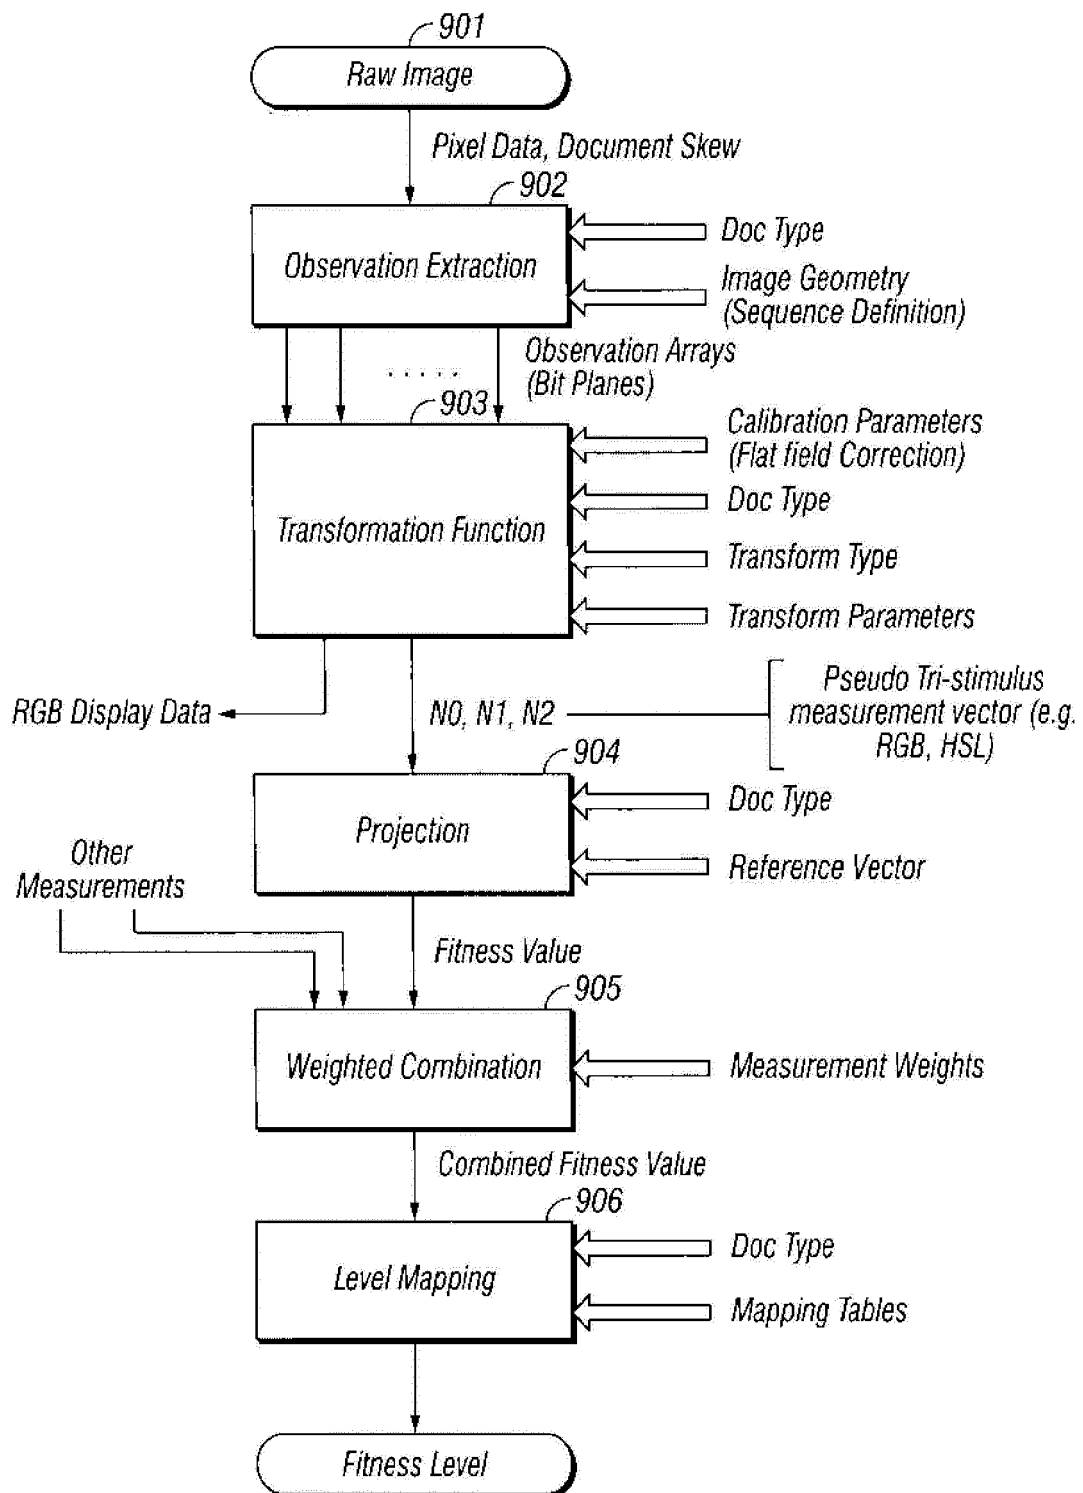 901
Raw Image
Pixel Data, Document Skew
902
Observation Extraction
Doc Type
Image Geometry
(Sequence Definition)
Observation Arrays
(Bit Planes)
. . . . .
903
Transformation Function
Calibration Parameters
(Flat field Correction)
Doc Type
Transform Type
Transform Parameters
RGB Display Data
N0, N1, N2
Pseudo Tri-stimulus
measurement vector (e.g.
RGB, HSL)
904
Projection
Doc Type
Reference Vector
Other
Measurements
Fitness Value
905
Weighted Combination
Measurement Weights
Combined Fitness Value
906
Level Mapping
Doc Type
Mapping Tables
Fitness Level